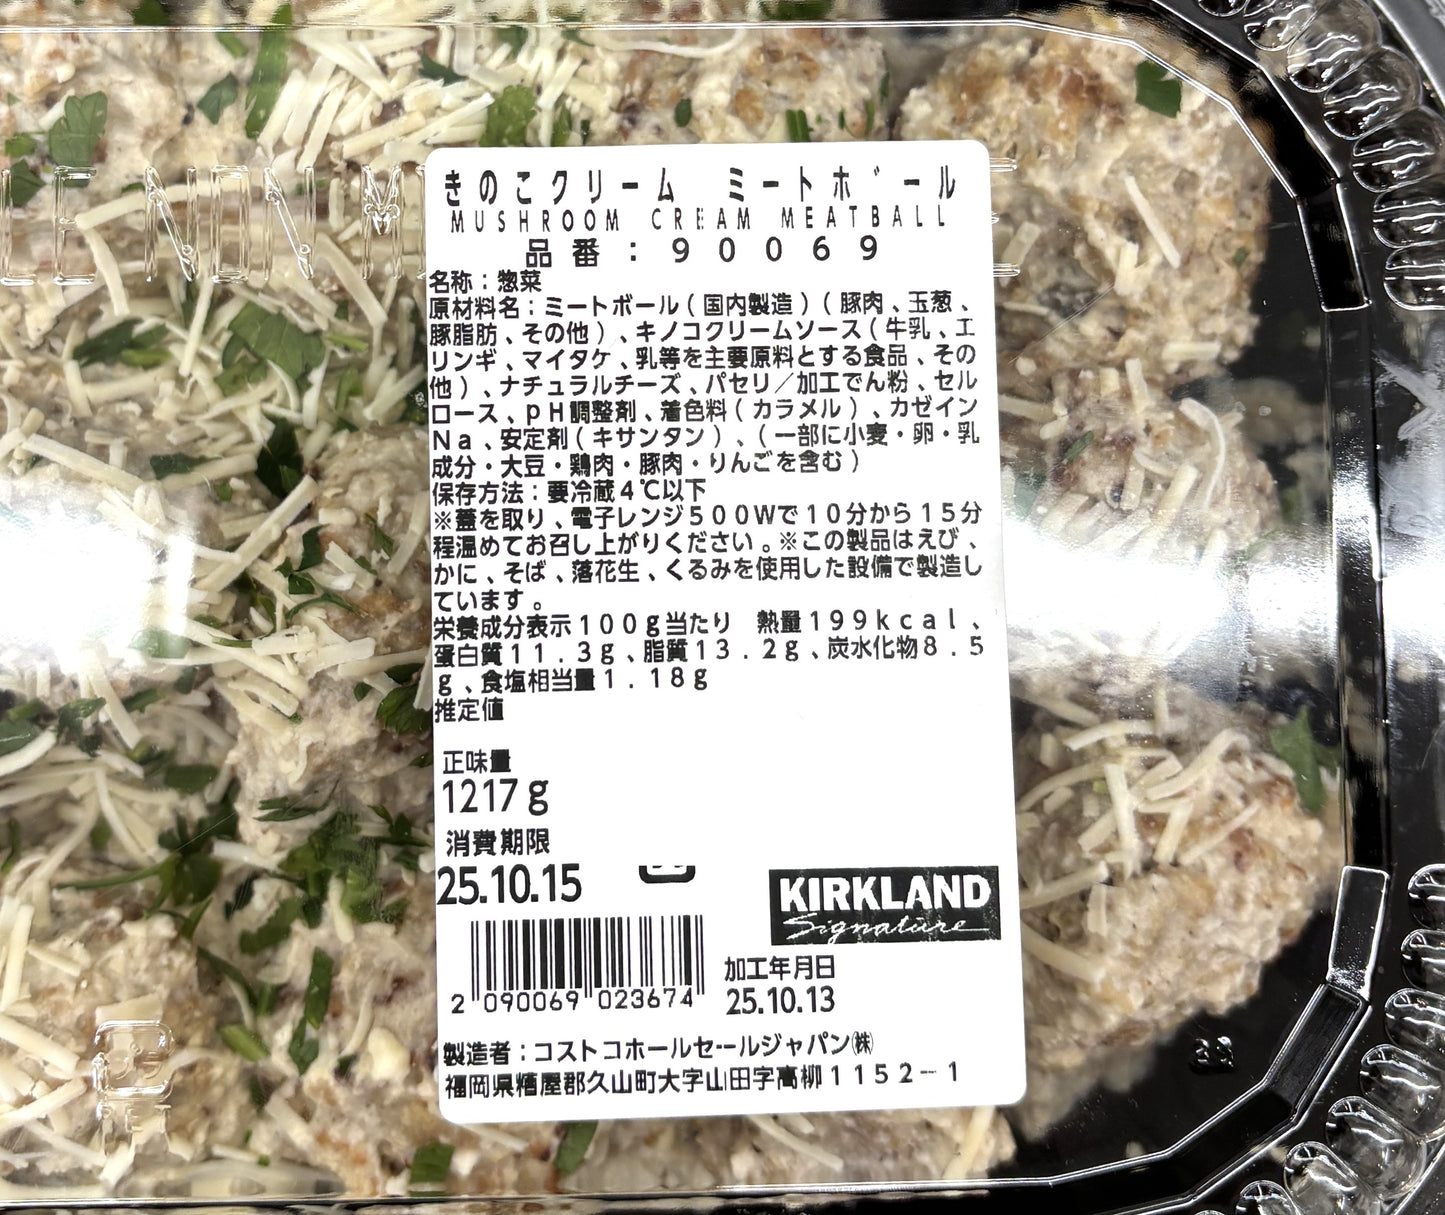 きのこクリーム ミートボール
MUSHROOM CREAM MEATBALL
品番：90069
名称：惣菜
原材料名：ミートボール（国内製造）（豚肉、玉葱、
豚脂肪、その他）、キノコクリームソース（牛乳、エ
リンギ、マイタケ、乳等を主要原料とする食品、その
他）、ナチュラルチーズ、パセリ／加工でん粉、セル
ロース、ｐＨ調整剤、着色料（カラメル）、カゼイン
Ｎａ、安定剤（キサンタン）、（一部に小麦・卵・乳
成分・大豆・鶏肉・豚肉・りんごを含む）
保存方法：要冷蔵４℃以下
※蓋を取り、電子レンジ５００Ｗで１０分から１５分
程温めてお召し上がりください。※この製品はえび、
かに、そば、落花生、くるみを使用した設備で製造し
ています。
栄養成分表示１００ｇ当たり　熱量１９９ｋｃａｌ、
蛋白質１１．３ｇ、脂質１３．２ｇ、炭水化物８．５
ｇ、食塩相当量１．１８ｇ
推定値
正味量
1217g
消費期限
25.10.15
KIRKLAND
Signature
加工年月日
25.10.13
2 090069 023674
製造者：コストコホールセールジャパン㈱
福岡県糟屋郡久山町大字山田字高柳１１５２－１
PET